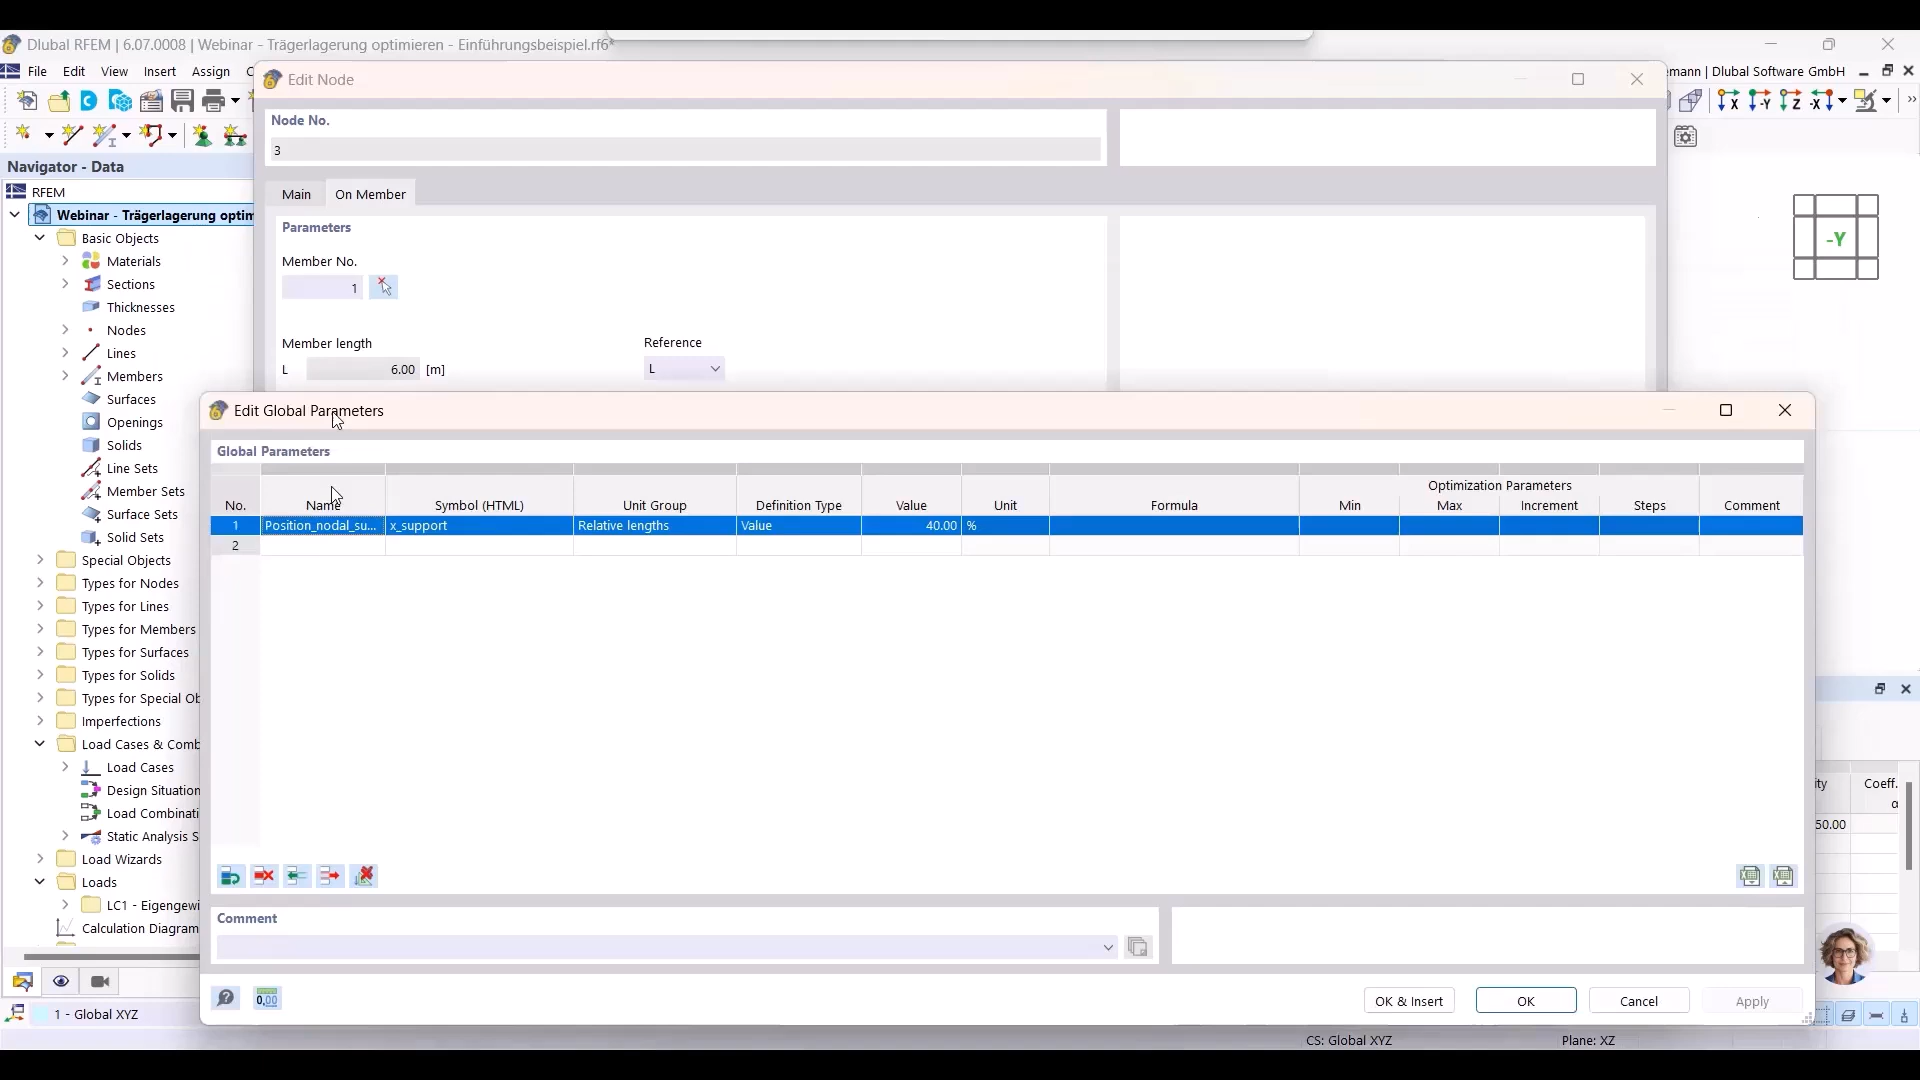 Dlubal RFEM | 6.07.0008 | Webinar - Trägerlagerung optimieren - Einführungsbeispiel.rf6*
File Edit View Insert Assign
mann | Dlubal Software GmbH
Edit Node
Node No.
3
Main On Member
Parameters
Member No.
1
Member length
Reference
L 6.00 [m]
L
-Y
Navigator - Data
RFEM
Webinar - Trägerlagerung optim
Basic Objects
Materials
Sections
Thicknesses
Nodes
Lines
Members
Surfaces
Openings
Solids
Line Sets
Member Sets
Surface Sets
Solid Sets
Special Objects
Types for Nodes
Types for Lines
Types for Members
Types for Surfaces
Types for Solids
Types for Special Ob
Imperfections
Load Cases & Comb
Load Cases
Design Situation
Load Combinati
Static Analysis S
Load Wizards
Loads
LC1 - Eigengewi
Calculation Diagram
1 - Global XYZ
Edit Global Parameters
Global Parameters
Optimization Parameters
No. Name Symbol (HTML) Unit Group Definition Type Value Unit Formula Min Max Increment Steps Comment
1 Position_nodal_su... x_support Relative lengths Value 40.00 %
2
Comment
0,00
OK & Insert OK Cancel Apply
ity Coeff.
α
50.00
CS: Global XYZ Plane: XZ